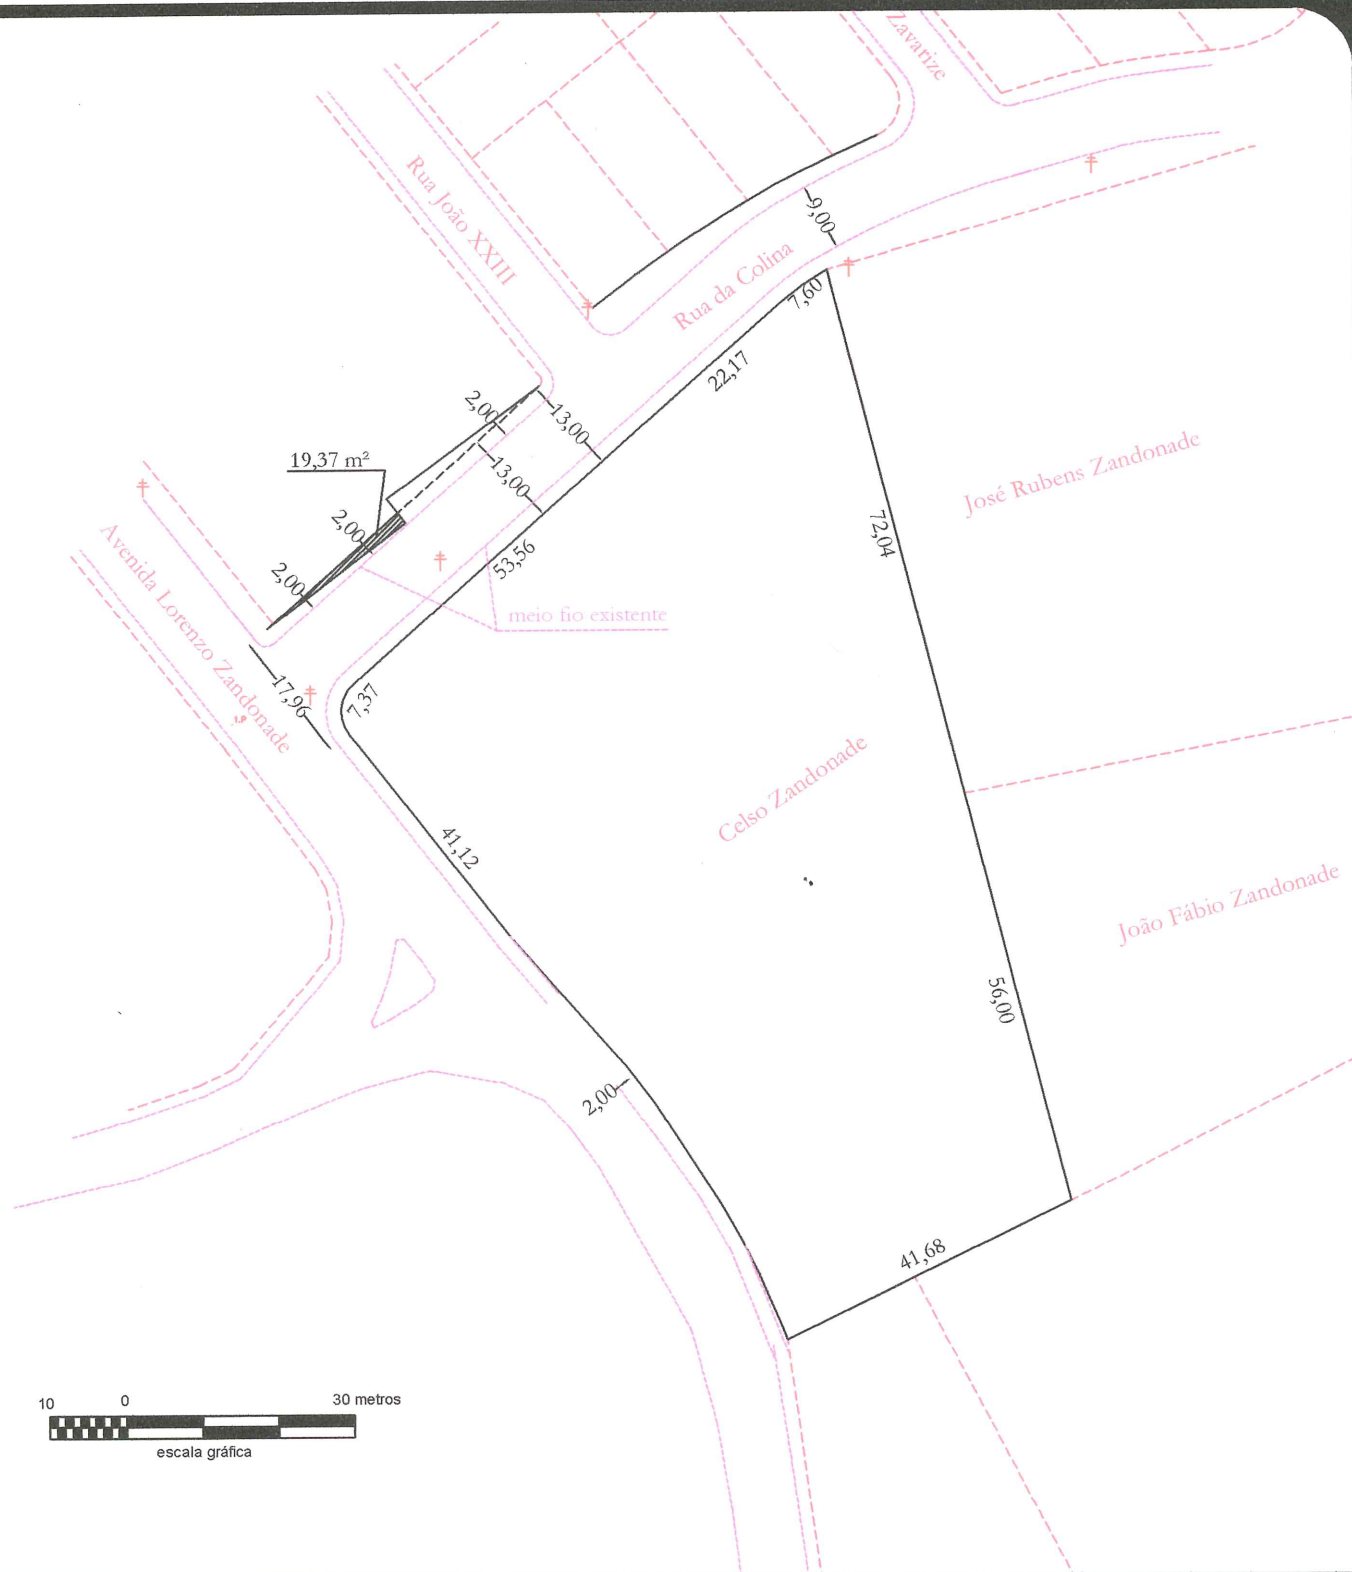 Zavarize
Rua João XXIII
9,00
Rua da Colina
7,60
22,17
2,00
13,00
19,37 m²
13,00
José Rubens Zandonade
2,00
72,04
Avenida Lorenzo Zandonade
53,56
2,00
meio fio existente
17,96
7,37
Celso Zandonade
41,12
João Fábio Zandonade
56,00
2,00
41,68
10 0 30 metros
escala gráfica